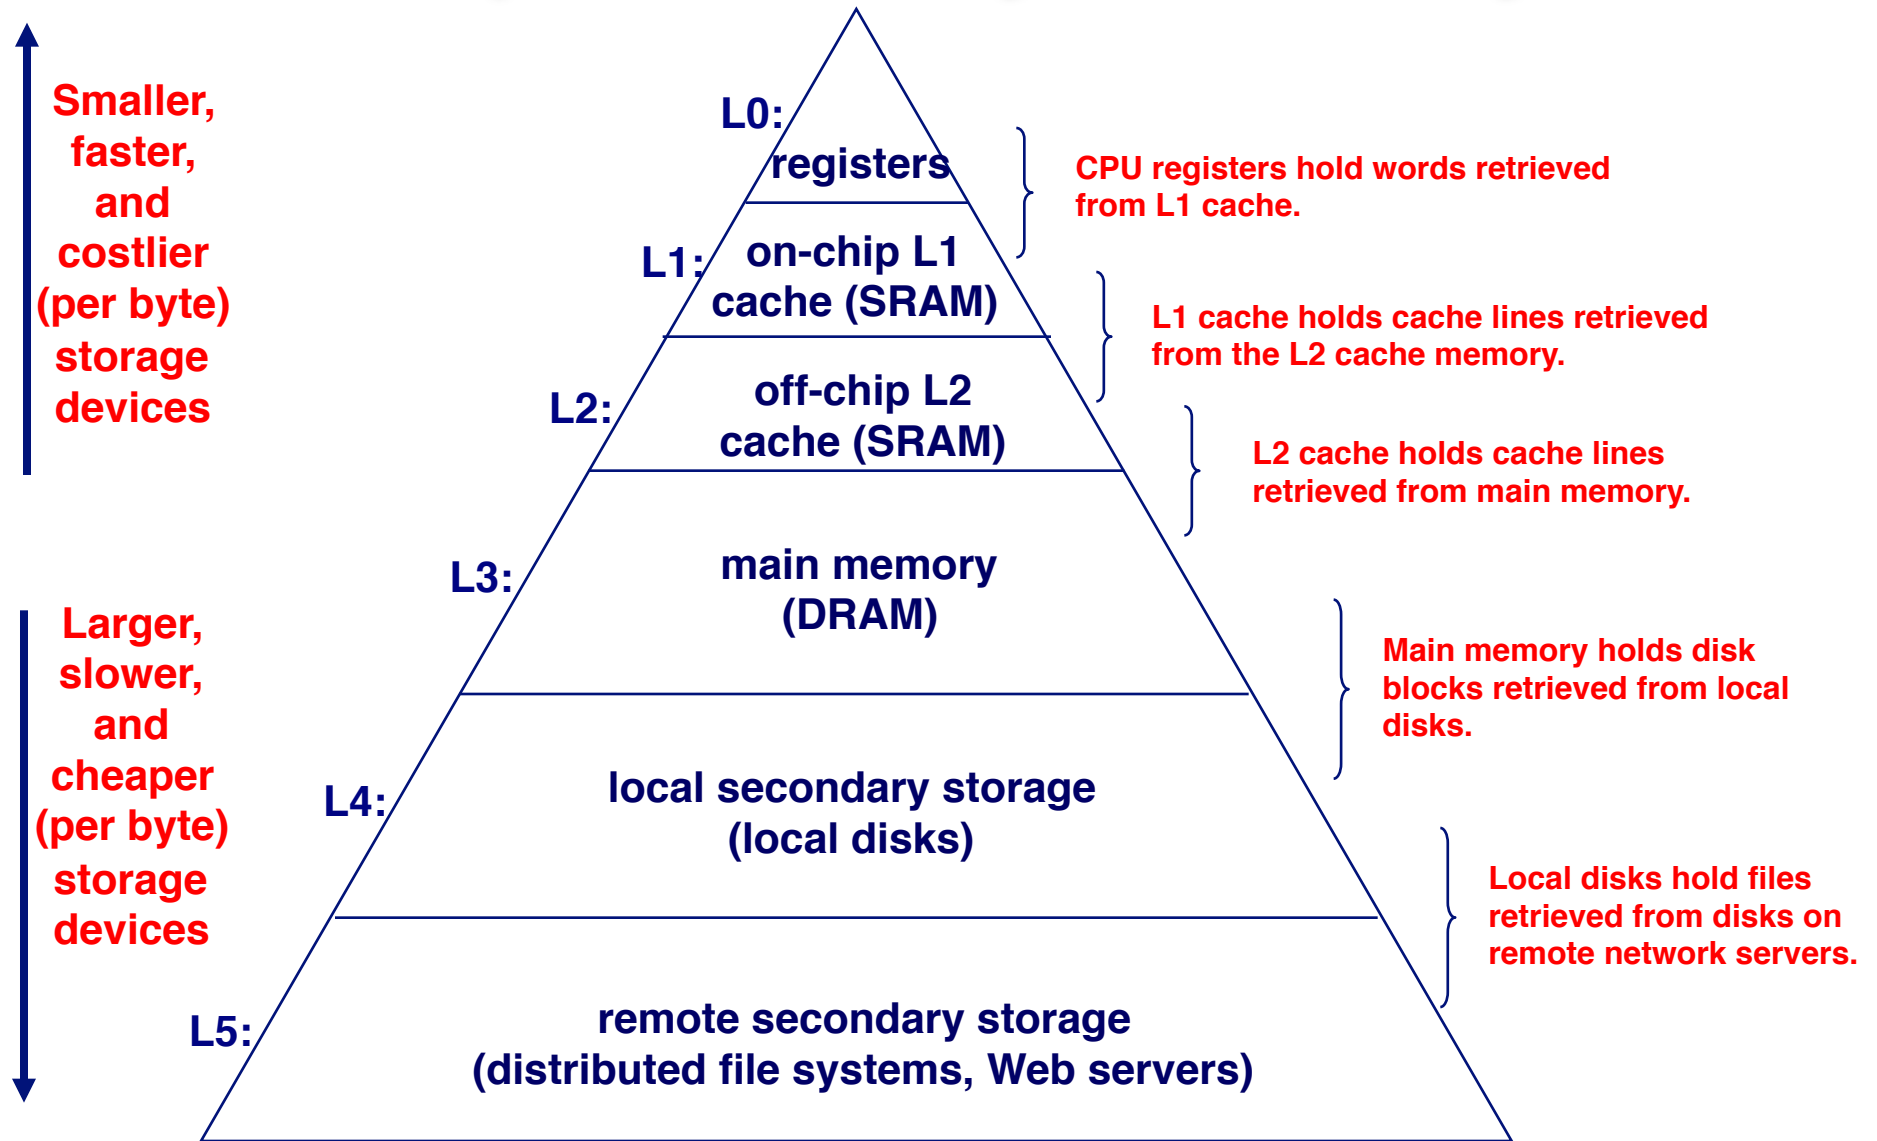 Smaller,
faster,
and
costlier
(per byte)
storage
devices
Larger,
slower,
and
cheaper
(per byte)
storage
devices
L0:
registers
CPU registers hold words retrieved
from L1 cache.
L1:
on-chip L1
cache (SRAM)
L1 cache holds cache lines retrieved
from the L2 cache memory.
L2:
off-chip L2
cache (SRAM)
L2 cache holds cache lines
retrieved from main memory.
L3:
main memory
(DRAM)
Main memory holds disk
blocks retrieved from local
disks.
L4:
local secondary storage
(local disks)
Local disks hold files
retrieved from disks on
remote network servers.
L5:
remote secondary storage
(distributed file systems, Web servers)